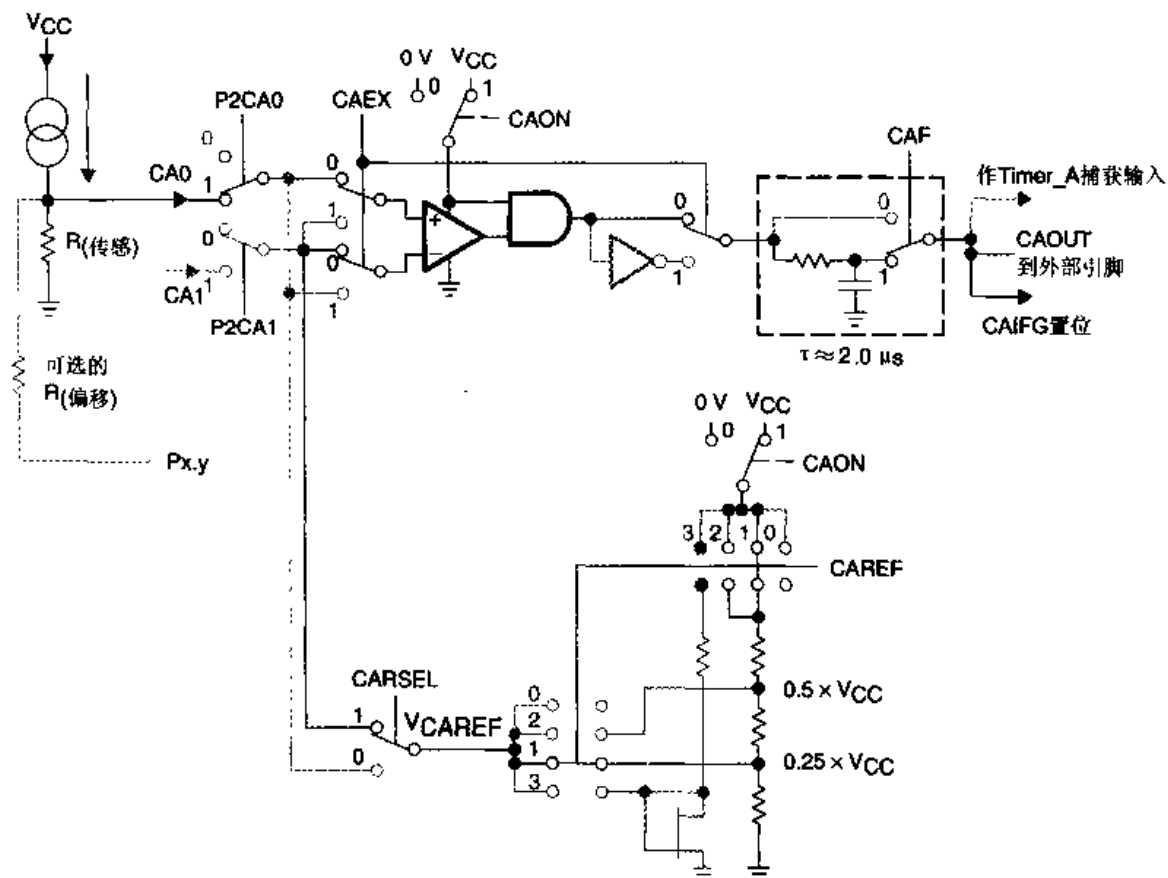 VCC
0 V
VCC
0
1
P2CA0
CAEX
CAON
CAF
0
1
CA0
0
1
0
1
+
−
0
1
0
1
作Timer_A捕获输入
CAOUT
到外部引脚
CAIFG置位
R(传感)
0
CA1
1
P2CA1
0
1
τ ≈ 2.0 μs
可选的
R(偏移)
Px.y
0 V
VCC
0
1
CAON
3
2
1
0
CAREF
CARSEL
1
VCAREF
0
0
2
1
3
0.5 × VCC
0.25 × VCC